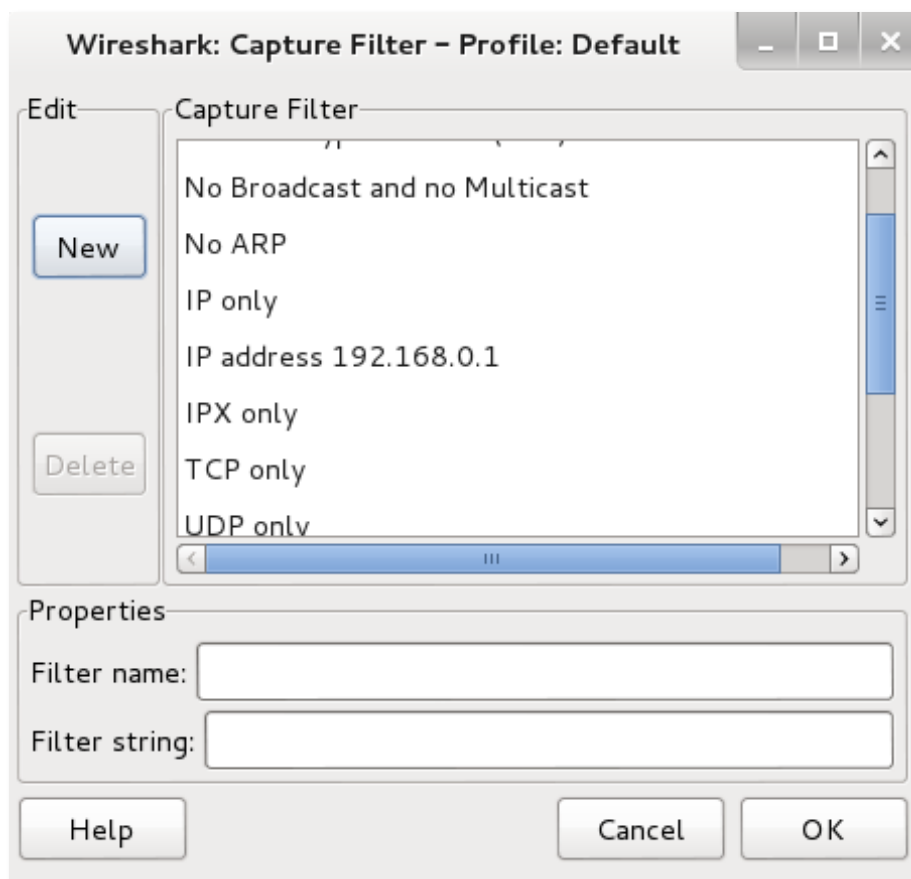 Wireshark: Capture Filter - Profile: Default
Edit
Capture Filter
No Broadcast and no Multicast
New
No ARP
IP only
IP address 192.168.0.1
IPX only
Delete
TCP only
UDP only
Properties
Filter name:
Filter string:
Help
Cancel
OK